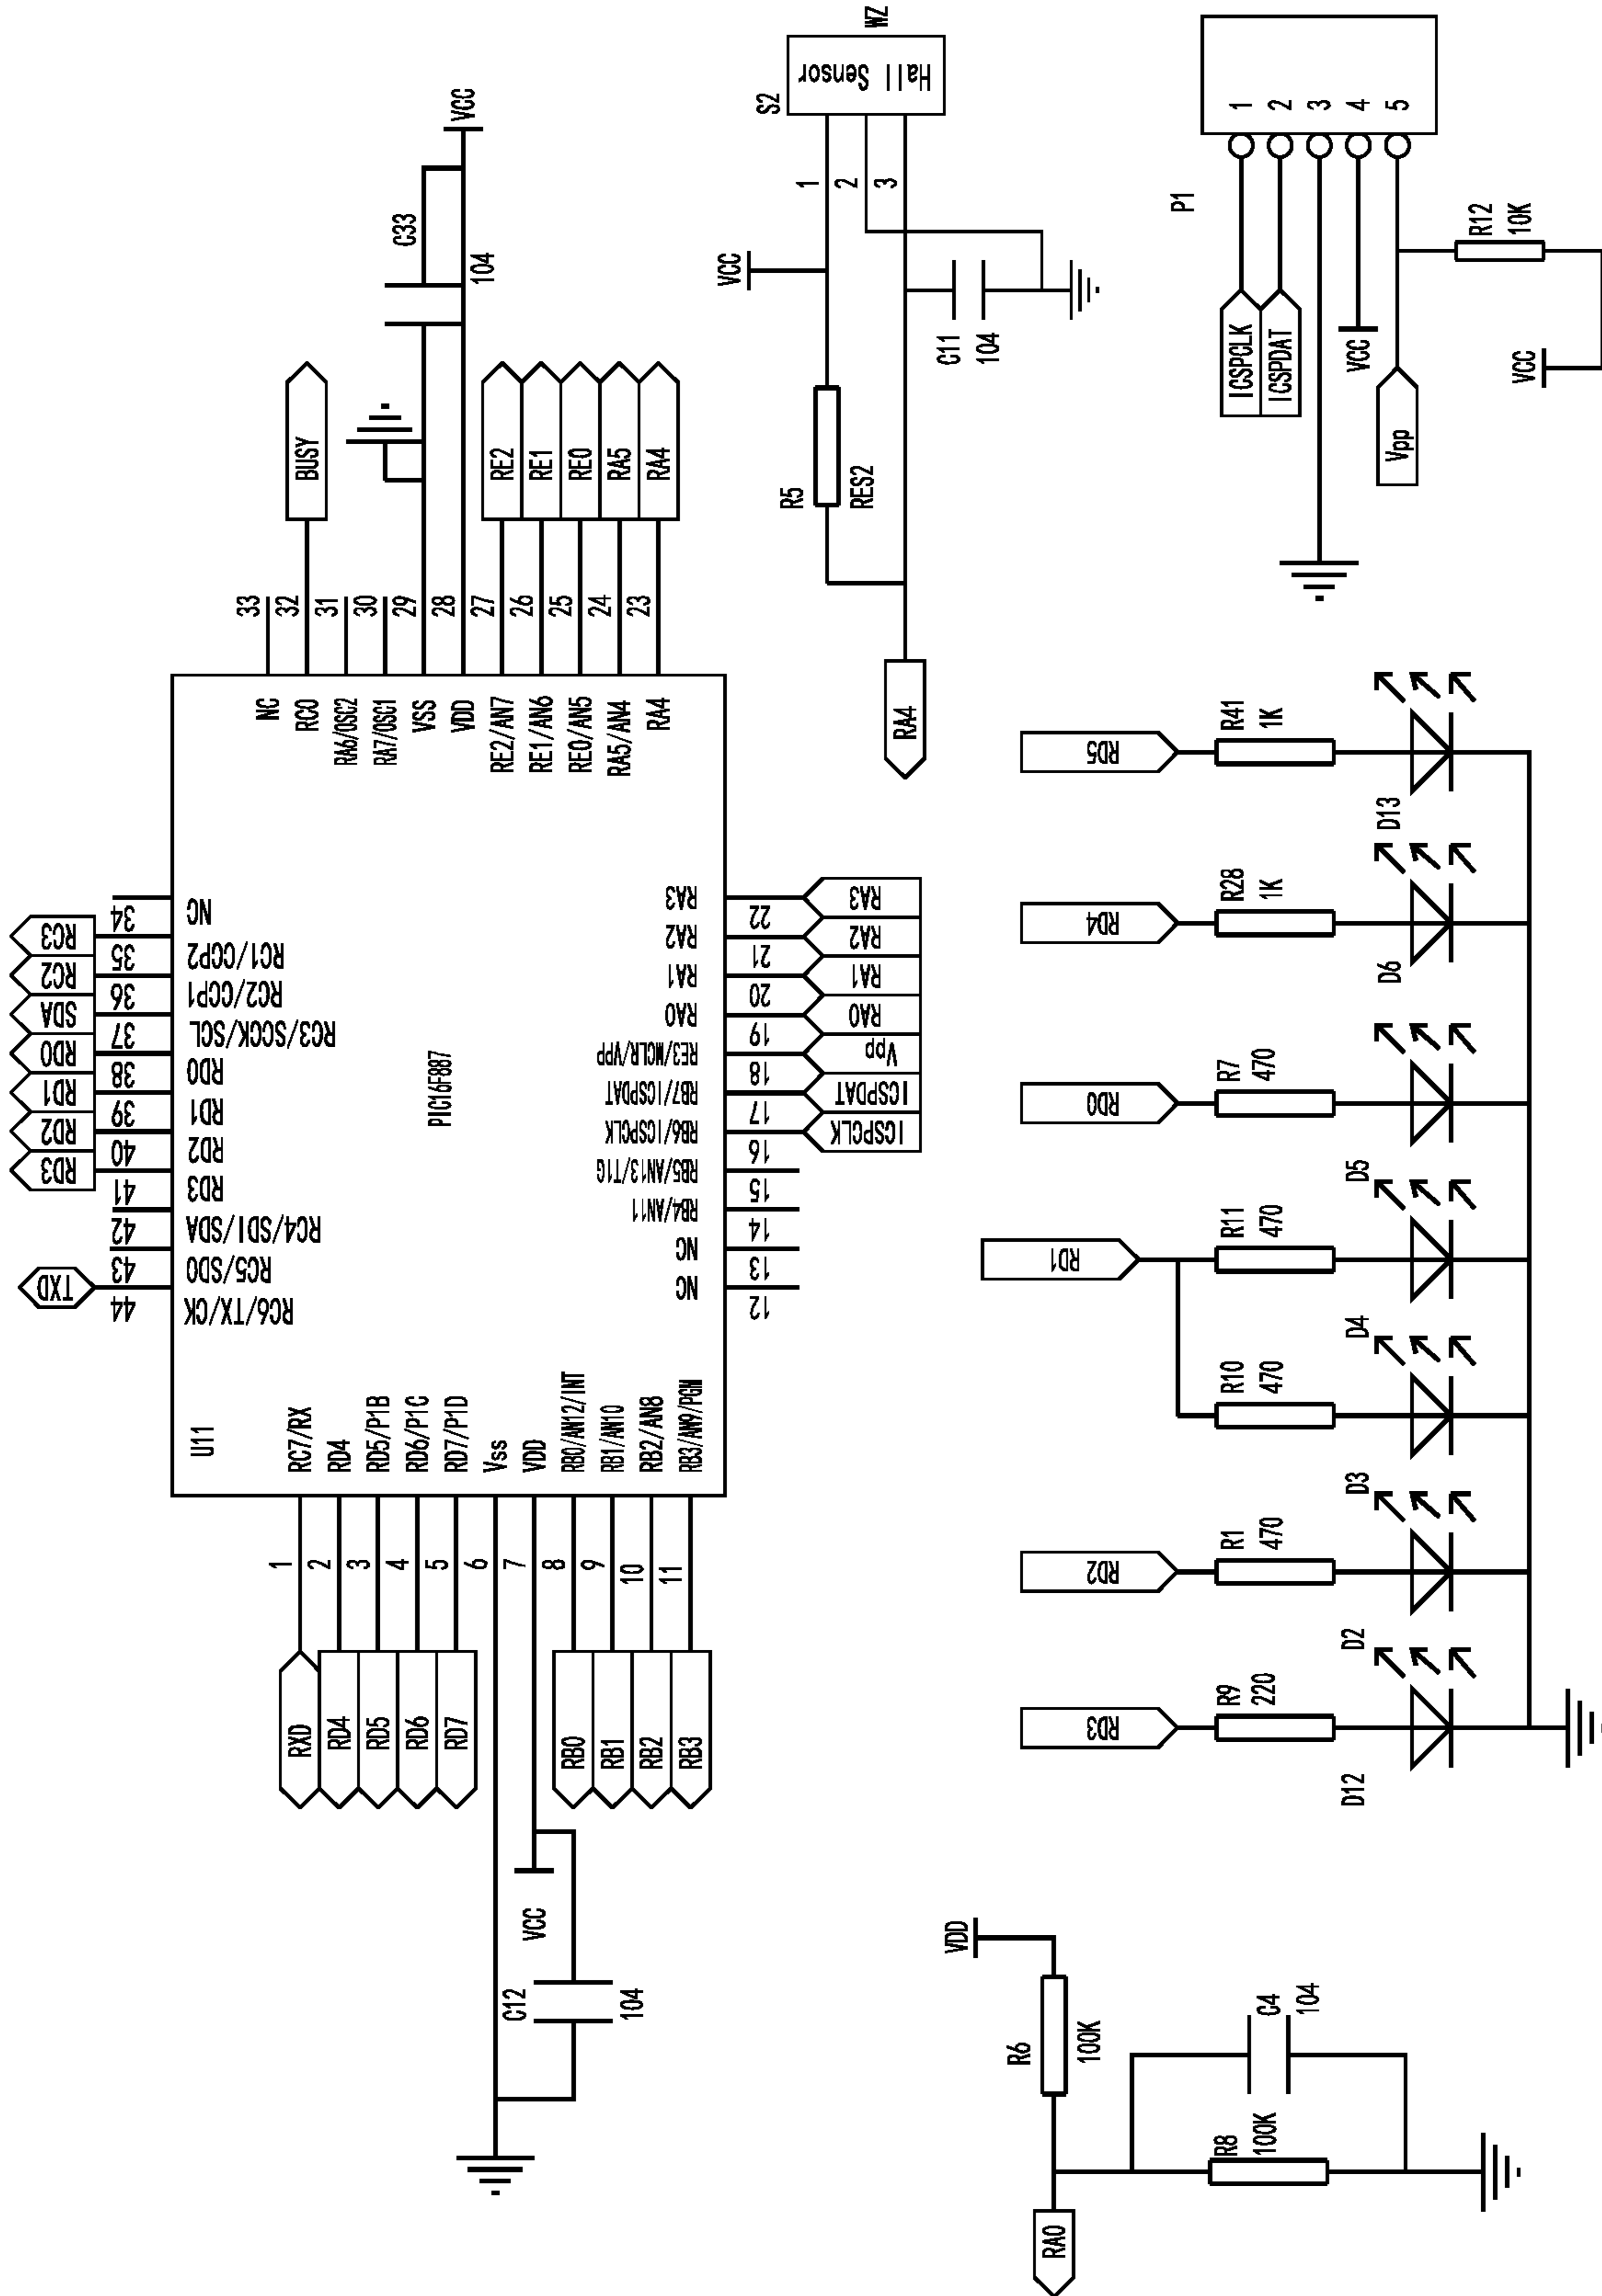 U11
PIC16F887
TXD
RD3
RD2
RD1
RD0
SDA
RC2
RC3
44
43
42
41
40
39
38
37
36
35
34
RC6/TX/CK
RC5/SDO
RC4/SDI/SDA
RD3
RD2
RD1
RD0
RC3/SCCK/SCL
RC2/CCP1
RC1/CCP2
NC
RXD
1
RC7/RX
RD4
2
RD4
RD5
3
RD5/P1B
RD6
4
RD6/P1C
RD7
5
RD7/P1D
6
Vss
7
VDD
RB0
8
RB0/AN12/INT
RB1
9
RB1/AN10
RB2
10
RB2/AN8
RB3
11
RB3/AN9/PGM
VCC
C12
104
NC
33
RC0
32
BUSY
RA6/OSC2
31
RA7/OSC1
30
VSS
29
VDD
28
RE2/AN7
27
RE2
RE1/AN6
26
RE1
RE0/AN5
25
RE0
RA5/AN4
24
RA5
RA4
23
RA4
C33
104
VCC
NC
NC
RB4/AN11
RB5/AN13/T1G
RB6/ICSPCLK
RB7/ICSPDAT
RE3/MCLR/VPP
RA0
RA1
RA2
RA3
12
13
14
15
16
17
18
19
20
21
22
ICSPCLK
ICSPDAT
Vpp
RA0
RA1
RA2
RA3
RA4
R5
RES2
VCC
C11
104
1
2
3
S2
Hall Sensor
WZ
RA0
R6
100K
VDD
R8
100K
C4
104
RD3
R9
220
D12
RD2
R1
470
D2
RD1
R10
470
D3
R11
470
D4
RD0
R7
470
D5
RD4
R28
1K
D6
RD5
R41
1K
D13
P1
ICSPCLK
ICSPDAT
VCC
Vpp
1
2
3
4
5
R12
10K
VCC